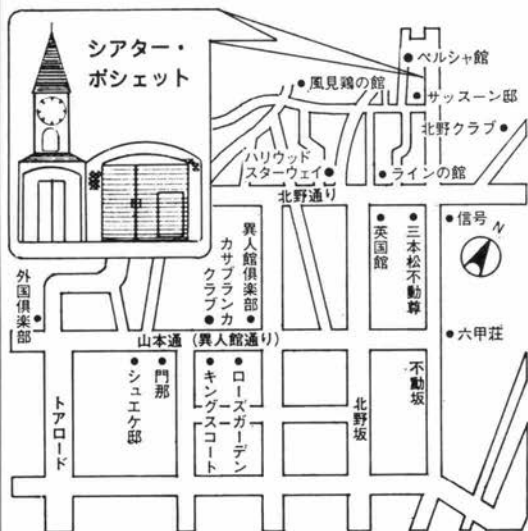 シアター・
ポシェット
ペルシャ館
風見鶏の館
サッスーン邸
北野クラブ
ハリウッド
スターウェイ
ラインの館
北野通り
信号
N
英国館
三本松不動尊
異人館倶楽部
カサブランカ
クラブ
外国倶楽部
山本通(異人館通り)
六甲荘
不動坂
門那
シュエケ邸
ローズガーデン
キングスコート
北野坂
トアロード